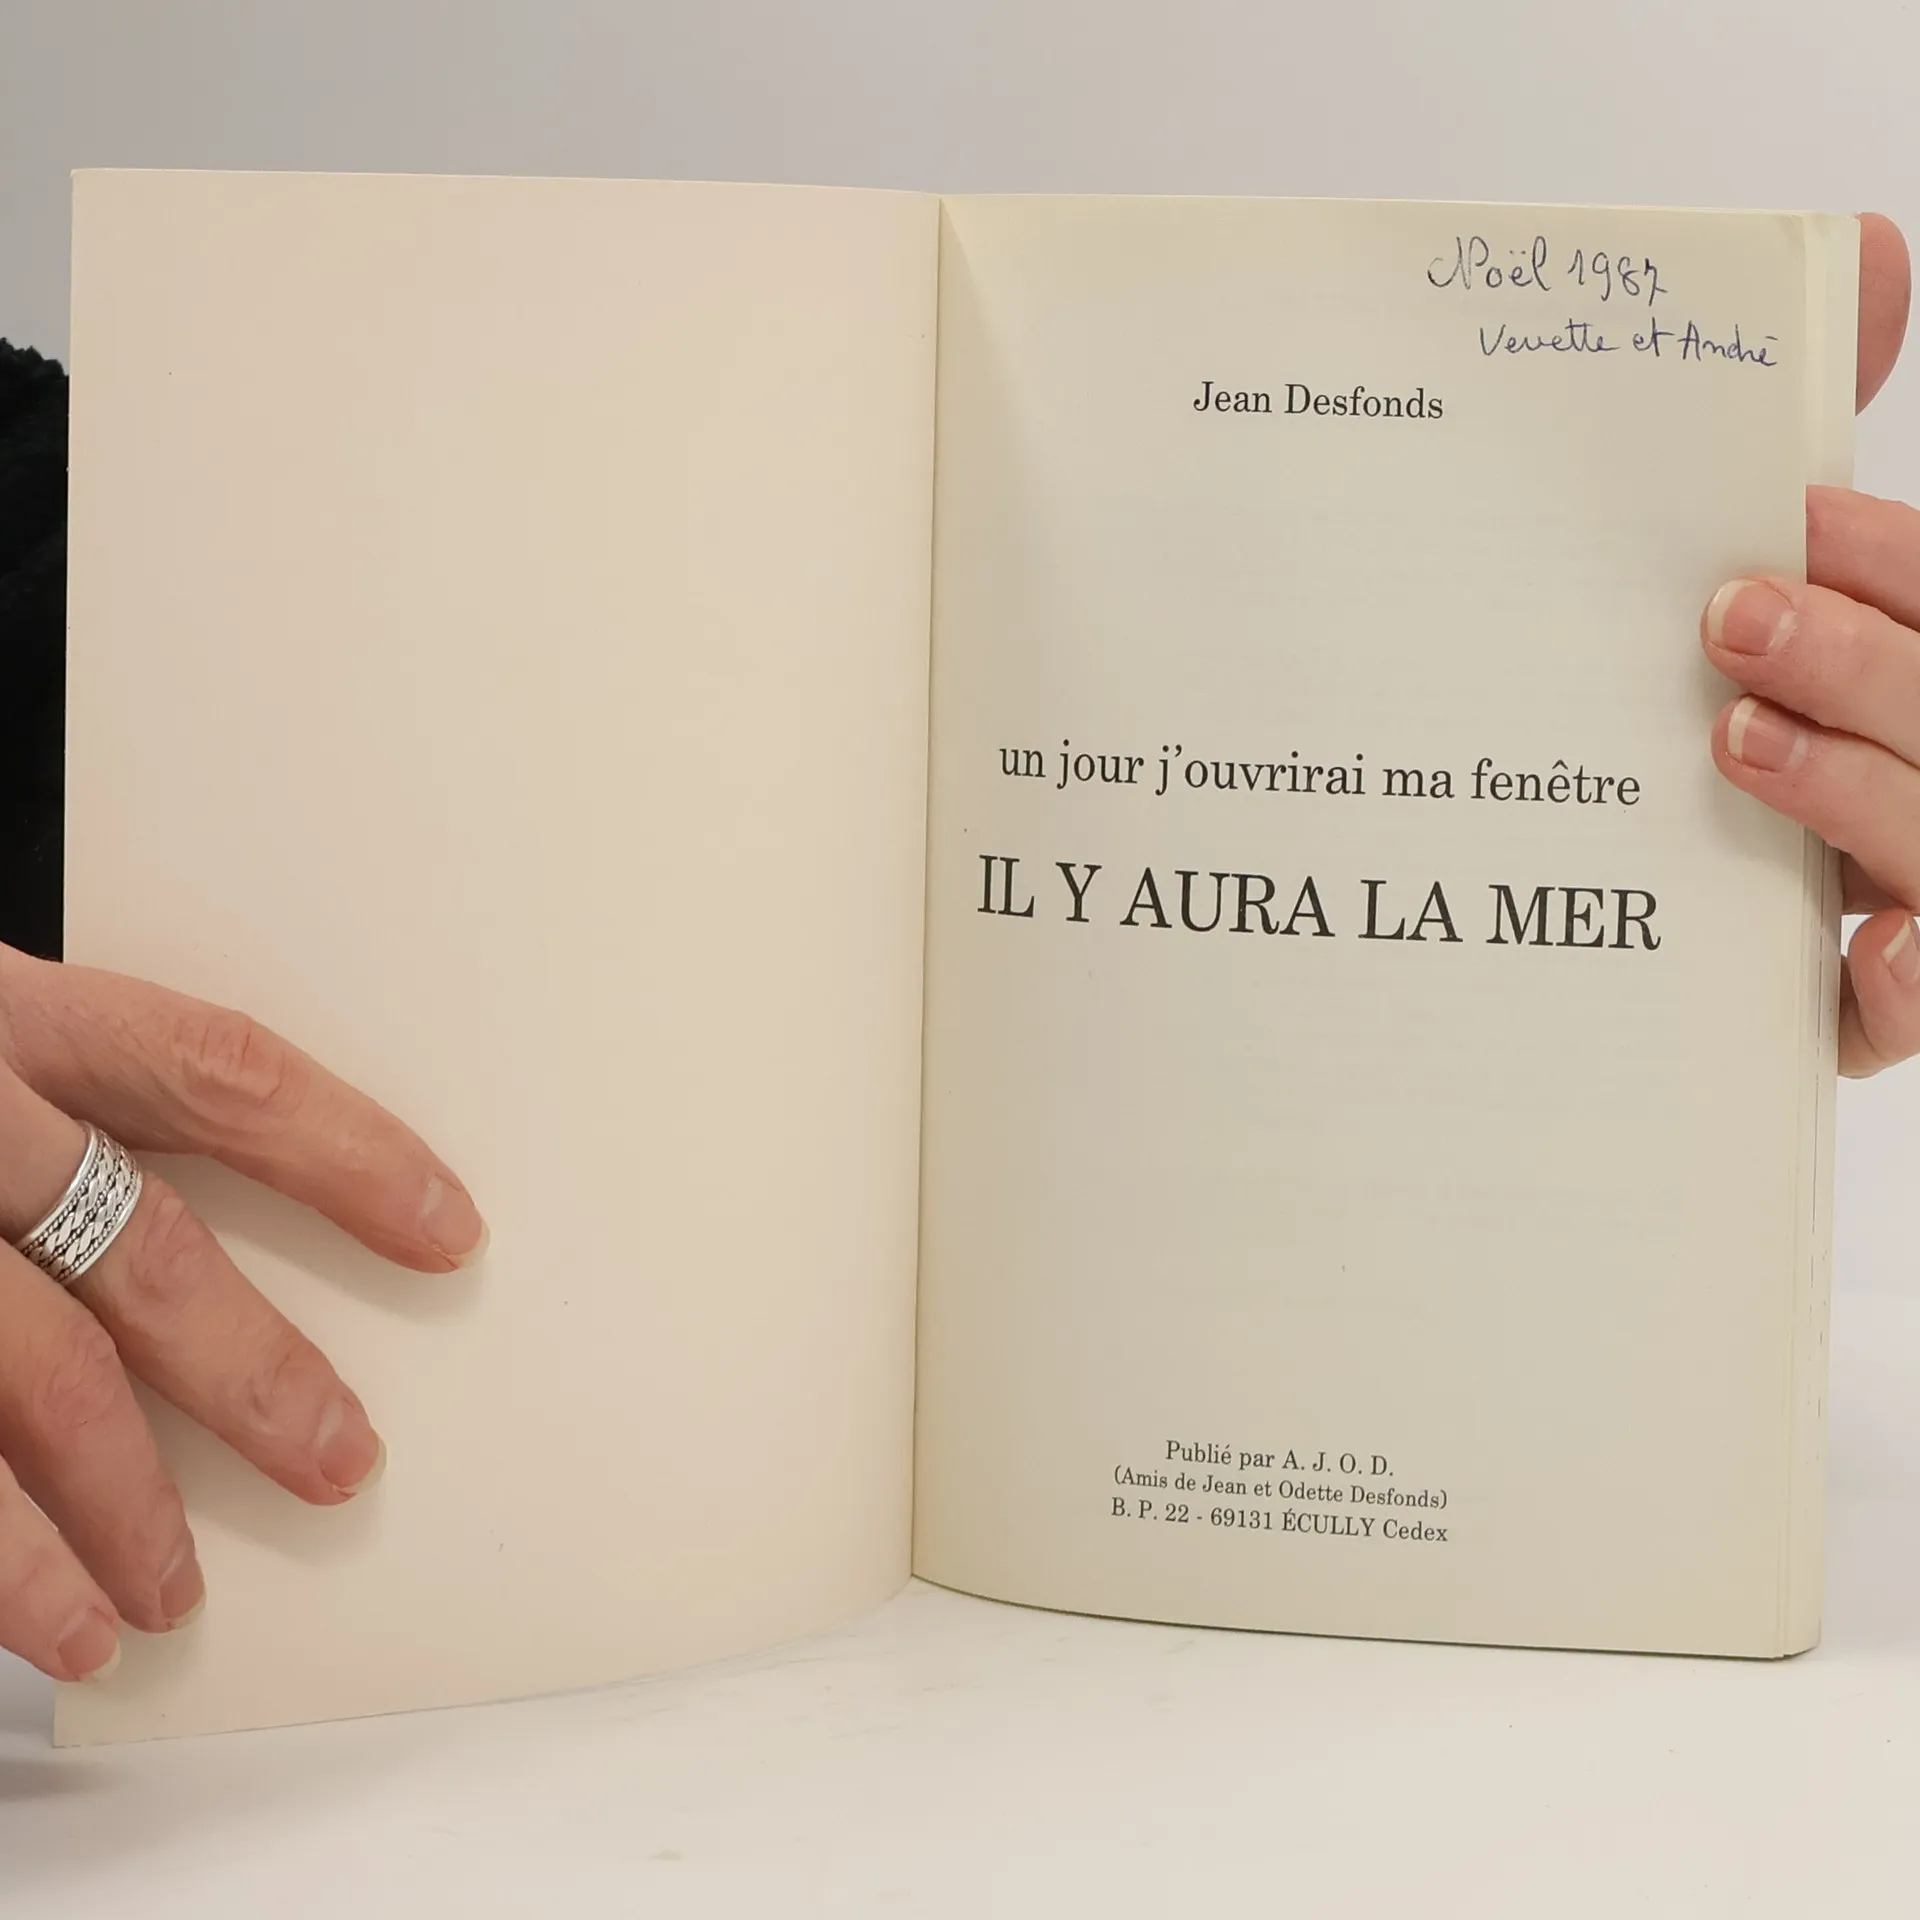 Noël 1987
Vevette et André
Jean Desfonds
un jour j'ouvrirai ma fenêtre
IL Y AURA LA MER
Publié par A. J. O. D.
(Amis de Jean et Odette Desfonds)
B. P. 22 - 69131 ÉCULLY Cedex